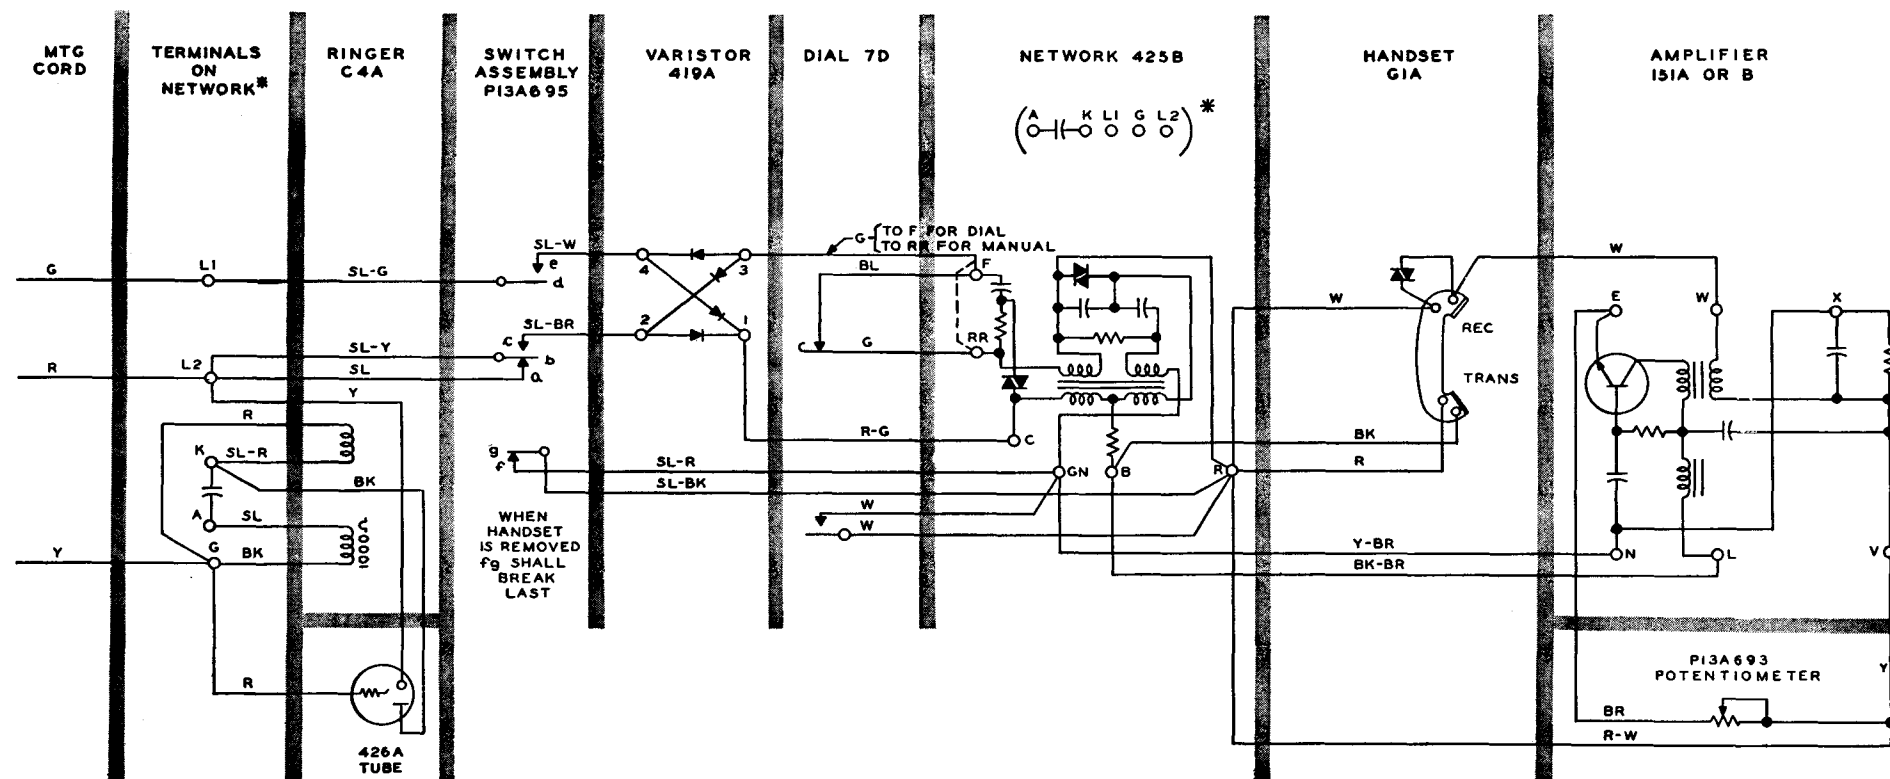 MTG
CORD
TERMINALS
ON
NETWORK*
RINGER
C4A
SWITCH
ASSEMBLY
P13A695
VARISTOR
419A
DIAL 7D
NETWORK 425B
HANDSET
G1A
AMPLIFIER
151A OR B
A K L1 G L2
*
G
L1
SL-G
SL-W
e
d
4
3
G
TO F FOR DIAL
TO RR FOR MANUAL
BL
F
W
W
REC
E
W
X
SL-BR
c
b
a
2
1
G
RR
R
L2
SL-Y
SL
Y
TRANS
R
K
SL-R
BK
R-G
C
BK
R
g
f
SL-R
SL-BK
GN
B
R
A
SL
1000Ω
W
W
Y
G
BK
WHEN
HANDSET
IS REMOVED
fg SHALL
BREAK
LAST
Y-BR
BK-BR
N
L
V
R
426A
TUBE
P13A693
POTENTIOMETER
Y
BR
R-W